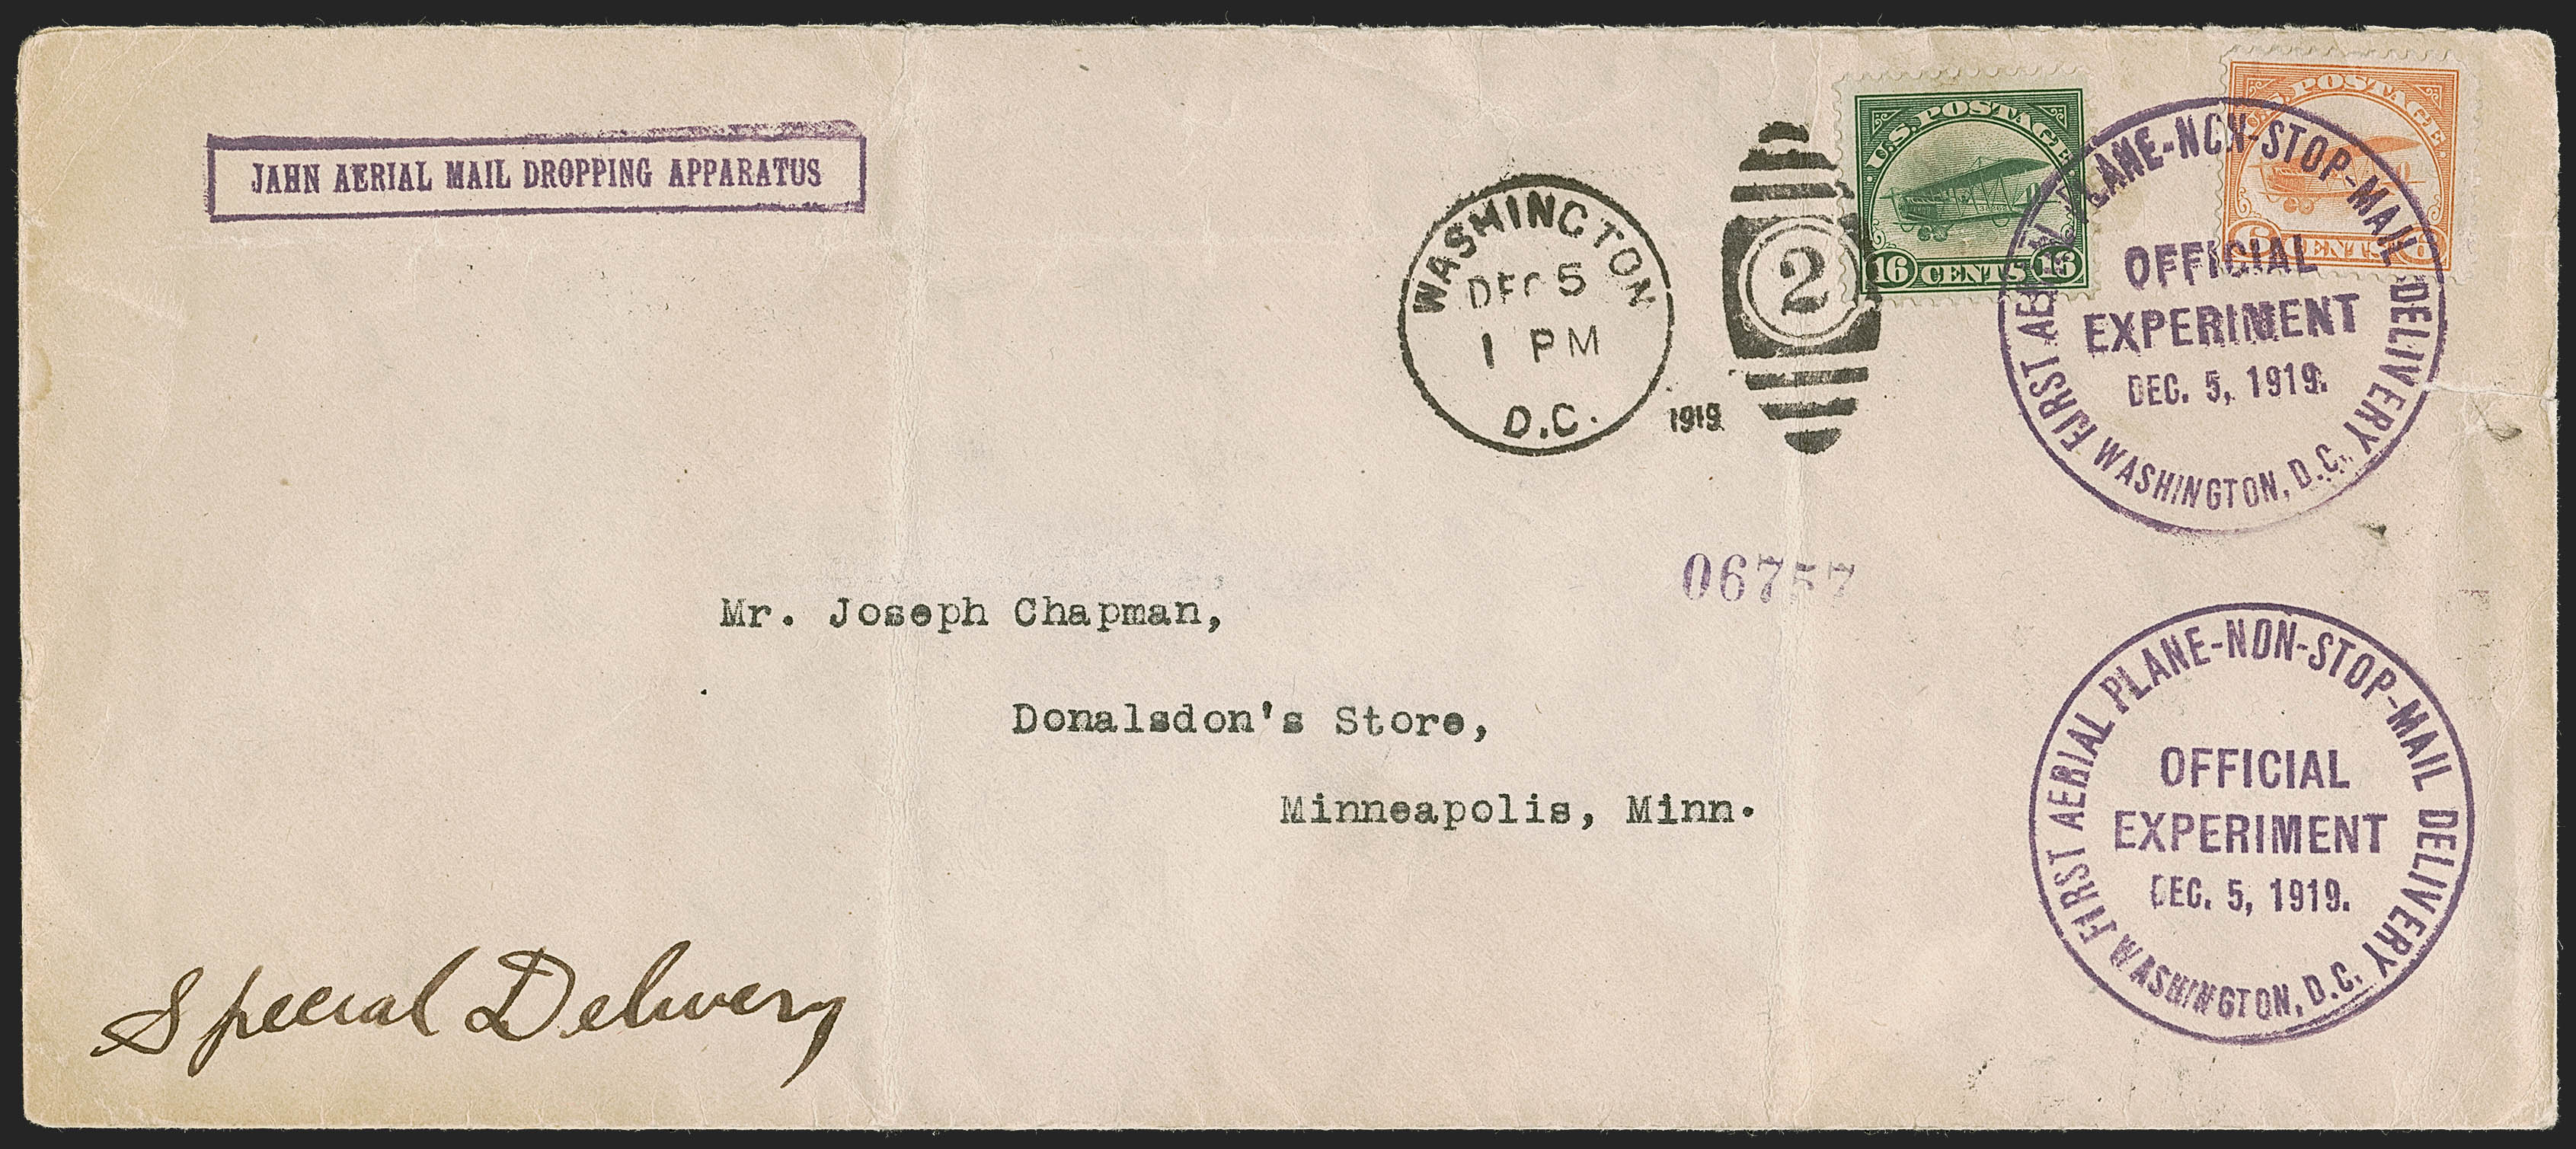 JAHN AERIAL MAIL DROPPING APPARATUS
WASHINGTON
DEC 5
1 PM
D.C.
1919
2
U.S. POSTAGE
16 CENTS 16
U.S. POSTAGE
6 CENTS 6
FIRST AERIAL PLANE-NON-STOP-MAIL DELIVERY
OFFICIAL
EXPERIMENT
DEC. 5, 1919.
WASHINGTON, D.C.
06757
Mr. Joseph Chapman,
Donalsdon's Store,
Minneapolis, Minn.
FIRST AERIAL PLANE-NON-STOP-MAIL DELIVERY
OFFICIAL
EXPERIMENT
DEC. 5, 1919.
WASHINGTON, D.C.
Special Delivery